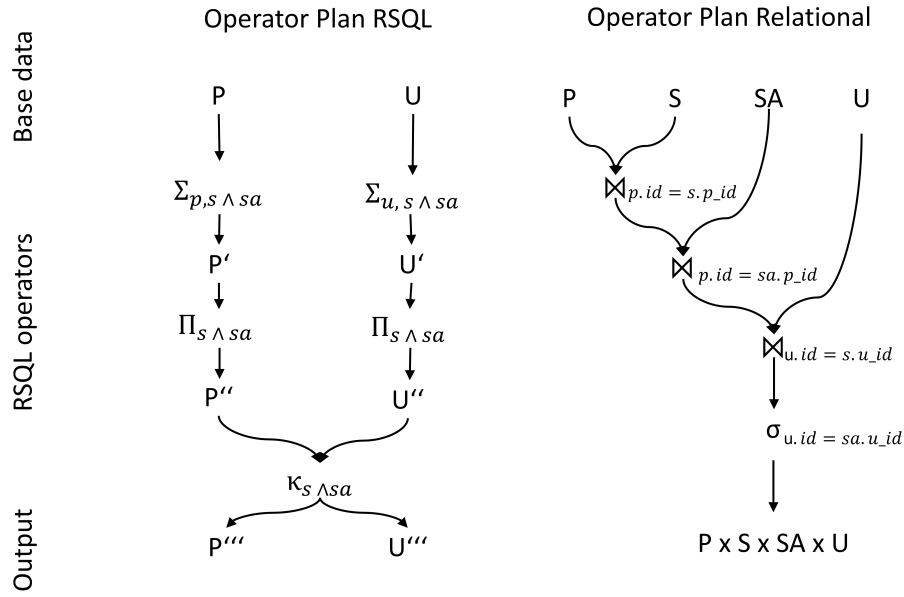 Operator Plan RSQL
Operator Plan Relational
Base data
P
U
P
S
SA
U
Σp,s ∧ sa
Σu, s ∧ sa
⋈p.id = s.p_id
RSQL operators
P‘
U‘
⋈ p.id = sa.p_id
Πs ∧ sa
Πs ∧ sa
⋈u.id = s.u_id
P‘‘
U‘‘
σu.id = sa.u_id
κs ∧sa
Output
P‘‘‘
U‘‘‘
P x S x SA x U